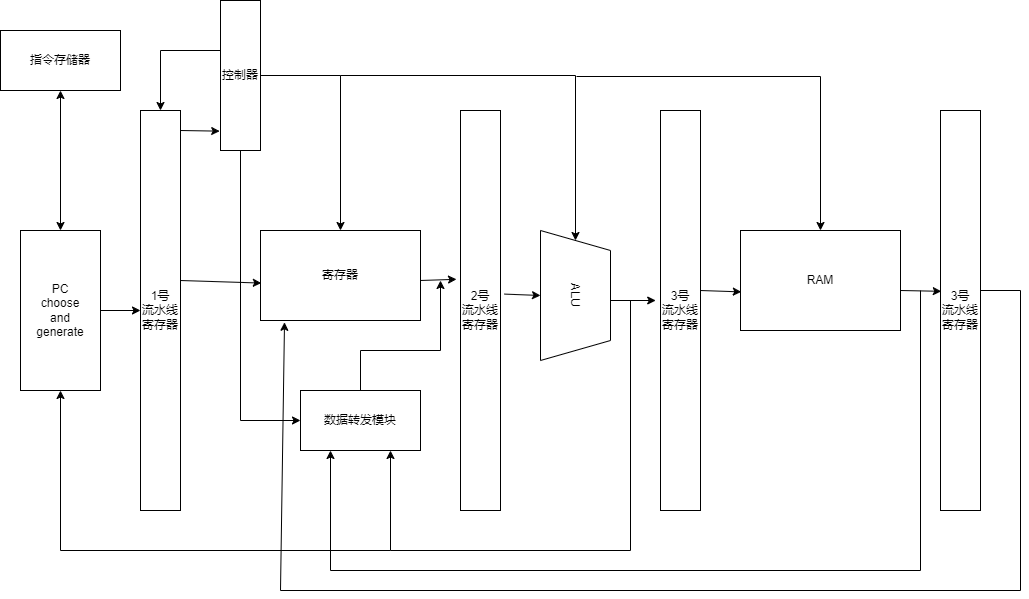 指令存储器
控制器
PC
choose
and
generate
1号
流水线
寄存器
寄存器
数据转发模块
2号
流水线
寄存器
ALU
3号
流水线
寄存器
RAM
3号
流水线
寄存器